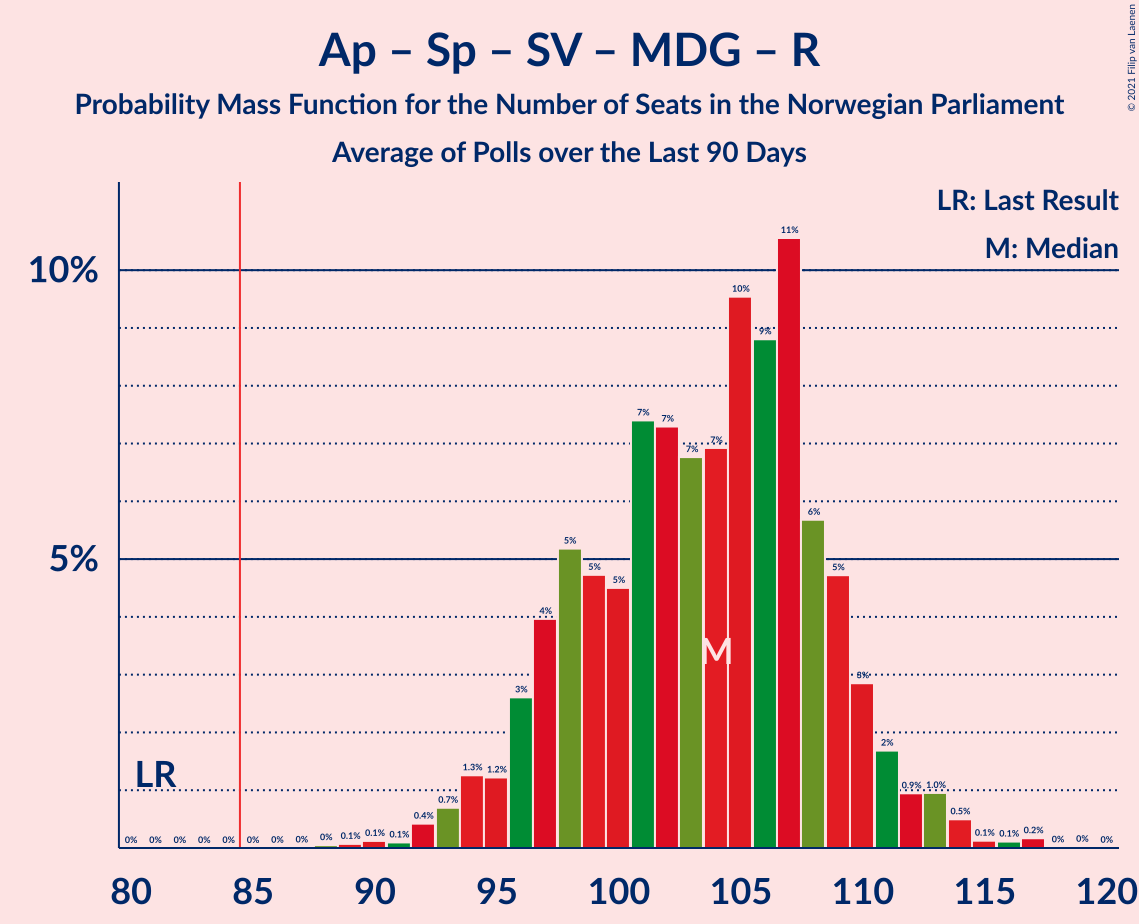 Ap – Sp – SV – MDG – R
Probability Mass Function for the Number of Seats in the Norwegian Parliament
Average of Polls over the Last 90 Days
© 2021 Filip van Laenen
LR: Last Result
M: Median
10%
5%
LR
M
0% 0% 0% 0% 0% 0% 0% 0% 0% 0.1% 0.1% 0.1% 0.4% 0.7% 1.3% 1.2% 3% 4% 5% 5% 5% 7% 7% 7% 7% 10% 9% 11% 6% 5% 3% 2% 0.9% 1.0% 0.5% 0.1% 0.1% 0.2% 0% 0% 0%
80 85 90 95 100 105 110 115 120